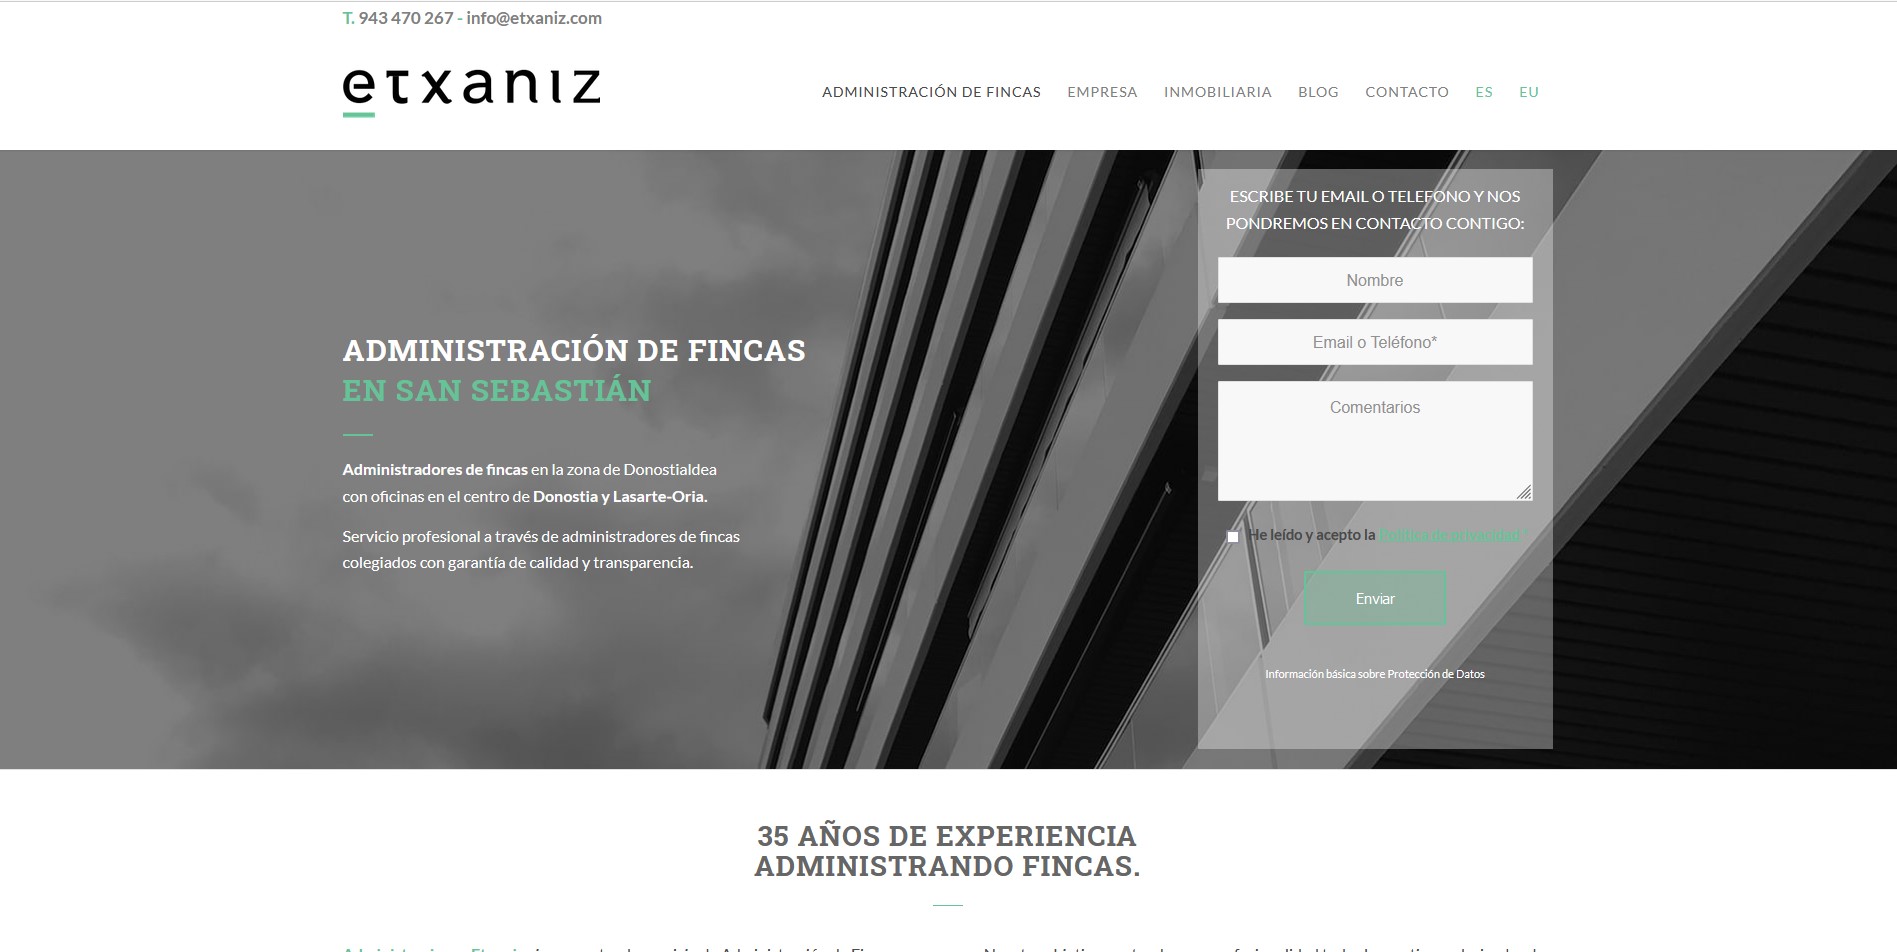 T. 943 470 267 - info@etxaniz.com
etxaniz
ADMINISTRACIÓN DE FINCAS EMPRESA INMOBILIARIA BLOG CONTACTO ES EU
ESCRIBE TU EMAIL O TELEFONO Y NOS
PONDREMOS EN CONTACTO CONTIGO:
Nombre
Email o Teléfono*
Comentarios
He leído y acepto la Política de privacidad *
Enviar
Información básica sobre Protección de Datos
ADMINISTRACIÓN DE FINCAS
EN SAN SEBASTIÁN
Administradores de fincas en la zona de Donostialdea
con oficinas en el centro de Donostia y Lasarte-Oria.
Servicio profesional a través de administradores de fincas
colegiados con garantía de calidad y transparencia.
35 AÑOS DE EXPERIENCIA
ADMINISTRANDO FINCAS.